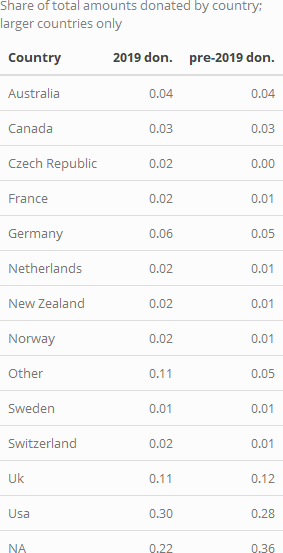 Share of total amounts donated by country;
larger countries only
Country 2019 don. pre-2019 don.
Australia 0.04 0.04
Canada 0.03 0.03
Czech Republic 0.02 0.00
France 0.02 0.01
Germany 0.06 0.05
Netherlands 0.02 0.01
New Zealand 0.02 0.01
Norway 0.02 0.01
Other 0.11 0.05
Sweden 0.01 0.01
Switzerland 0.02 0.01
Uk 0.11 0.12
Usa 0.30 0.28
NA 0.22 0.36